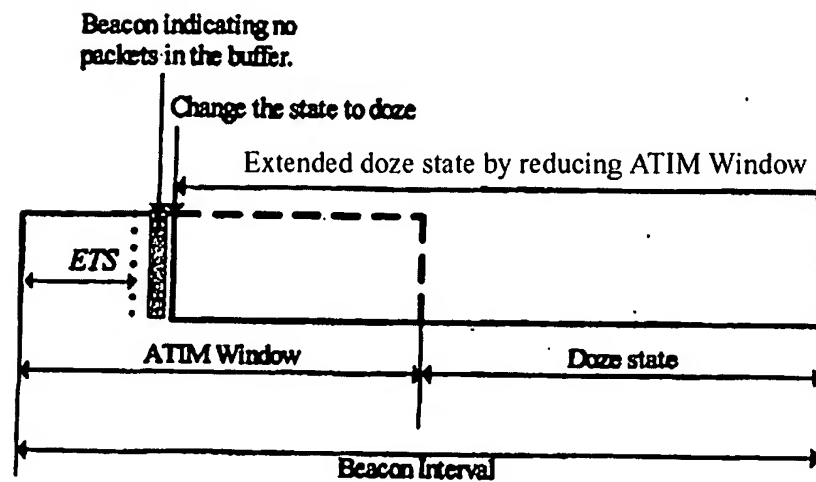 Beacon indicating no
packets in the buffer.
Change the state to doze
Extended doze state by reducing ATIM Window
ETS
ATIM Window
Doze state
Beacon Interval